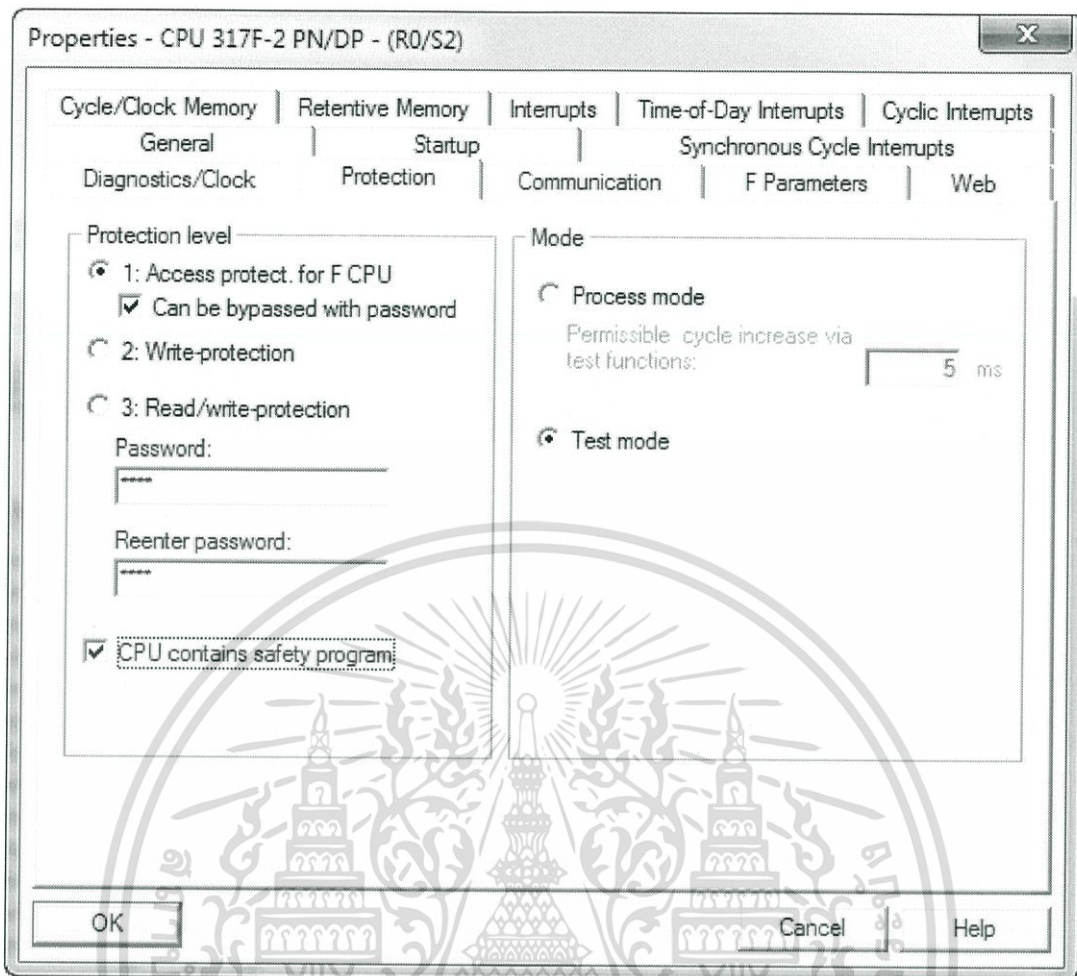 Properties - CPU 317F-2 PN/DP - (R0/S2)
Cycle/Clock Memory Retentive Memory Interrupts Time-of-Day Interrupts Cyclic Interrupts
General Startup Synchronous Cycle Interrupts
Diagnostics/Clock Protection Communication F Parameters Web
Protection level
1: Access protect. for F CPU
Can be bypassed with password
2: Write-protection
3: Read/write-protection
Password:
****
Reenter password:
****
CPU contains safety program
Mode
Process mode
Permissible cycle increase via
test functions:
5 ms
Test mode
OK Cancel Help